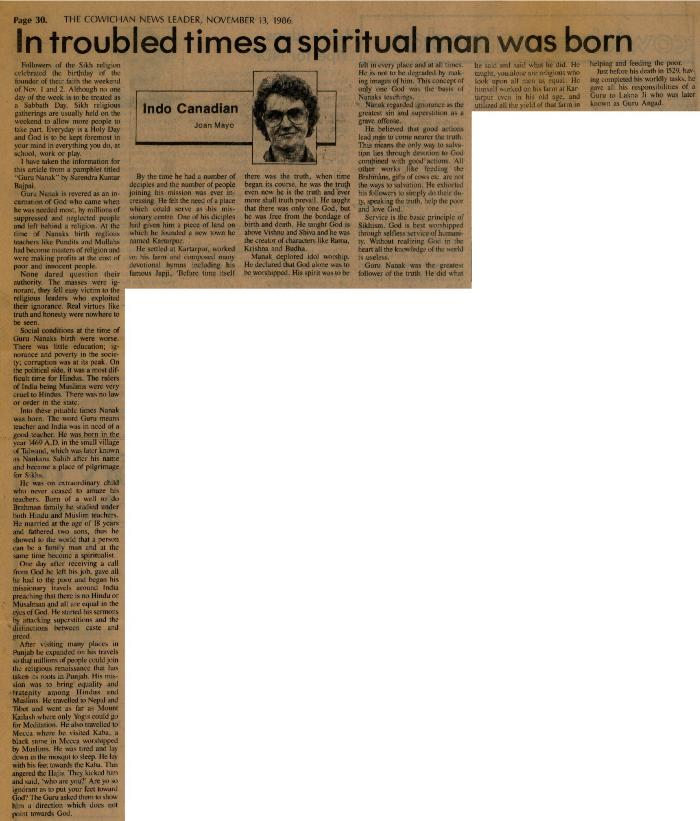 Page 30. THE COWICHAN NEWS LEADER, NOVEMBER 13, 1986.
In troubled times a spiritual man was born
Followers of the Sikh religion
celebrated the birthday of the
founder of their faith the weekend
of Nov. 1 and 2. Although no one
day of the week is to be treated as
a Sabbath Day. Sikh religious
gatherings are usually held on the
weekend to allow more people to
take part. Everyday is a Holy Day
and God is to be kept foremost in
your mind in everything you do, at
school, work or play.
I have taken the information for
this article from a pamphlet titled
"Guru Nanak" by Surendra Kumar
Bajpai.
Guru Nanak is revered as an in-
carnation of God who came when
he was needed most, by millions of
suppressed and neglected people
and left behind a religion. At the
time of Nanaks birth reglious
teachers like Pundits and Mullahs
had become masters of religion and
were making profits at the cost of
poor and innocent people.
None dared question their
authority. The masses were ig-
norant, they fell easy victim to the
religious leaders who exploited
their ignorance. Real virtues like
truth and honesty were nowhere to
be seen.
Social conditions at the time of
Guru Nanaks birth were worse.
There was little education; ig-
norance and poverty in the socie-
ty; corruption was at its peak. On
the political side, it was a most dif-
ficult time for Hindus. The rulers
of India being Muslims were very
cruel to Hindus. There was no law
or order in the state.
Into these pitiable times Nanak
was born. The word Guru means
teacher and India was in need of a
good teacher. He was born in the
year 1469 A.D. in the small village
of Talwand, which was later known
as Nankana Sahib after his name
and became a place of pilgrimage
for Sikhs.
He was on extraordinary child
who never ceased to amaze his
teachers. Born of a well to do
Brahman family he studied under
both Hindu and Muslim teachers.
He married at the age of 18 years
and fathered two sons, thus he
showed to the world that a person
can be a family man and at the
same time become a spiritualist.
One day after receiving a call
from God he left his job, gave all
he had to the poor and began his
missionary travels around India
preaching that there is no Hindu or
Musalman and all are equal in the
eyes of God. He started his sermons
by attacking superstitions and the
distinctions between caste and
greed.
After visiting many places in
Punjab he expanded on his travels
so that millions of people could join
the religious renaissance that has
taken its roots in Punjab. His mis-
sion was to bring equality and
fraternity among Hindus and
Muslims. He travelled to Nepal and
Tibet and went as far as Mount
Kailash where only Yogis could go
for Meditation. He also travelled to
Mecca where he visited Kaba, a
black stone in Mecca worshipped
by Muslims. He was tired and lay
down in the mosque to sleep. He lay
with his feet towards the Kaba. This
angered the Hajis. They kicked him
and said, 'who are you? Are yo so
ignorant as to put your feet toward
God? The Guru asked them to show
him a direction which does not
point towards God.
Indo Canadian
Joan Mayo
By the time he had a number of
deciples and the number of people
joining his mission was ever in-
creasing. He felt the need of a place
which could serve as his mis-
sionary centre. One of his diciples
had given him a piece of land on
which he founded a new town he
named Kartarpur.
He settled at Kartarpur, worked
on his farm and composed many
devotional hymns including his
famous Japji, 'Before time itself
there was the truth, when time
began its course, he was the truth
even now he is the truth and ever
more shall truth prevail. He taught
that there was only one God, but
he was free from the bondage of
birth and death. He taught God is
above Vishnu and Shiva and he was
the creator of characters like Rama,
Krishna and Budha.
Nanak deplored idol worship.
He declared that God alone was to
be worshipped. His spirit was to be
felt in every place and at all times.
He is not to be degraded by mak-
ing images of him. This concept of
only one God was the basis of
Nanaks teachings.
Nanak regarded ignorance as the
greatest sin and superstition as a
grave offense.
He believed that good actions
lead man to come nearer the truth.
This means the only way to salva-
tion lies through devotion to God
combined with good actions. All
other works like feeding the
Brahmins, gifts of cows etc. are not
the ways to salvation. He exhorted
his followers to simply do their du-
ty, speaking the truth, help the poor
and love God.
Service is the basic principle of
Sikhism. God is best worshipped
through selfless service of humani-
ty. Without realizing God in the
heart all the knowledge of the world
is useless.
Guru Nanak was the greatest
follower of the truth. He did what
he said and said what he did. He
taught, you alone are religious who
look upon all men as equal. He
himself worked on his farm at Kar-
tarpur even in his old age, and
utilized all the yield of that farm in
helping and feeding the poor.
Just before his death in 1529, hav-
ing completed his worldly tasks, he
gave all his responsibilities of a
Guru to Lakna Ji who was later
known as Guru Angad.